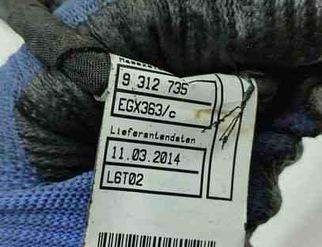 9 312 735
EGX363/c
Lieferantendaten
11.03.2014
L6T02